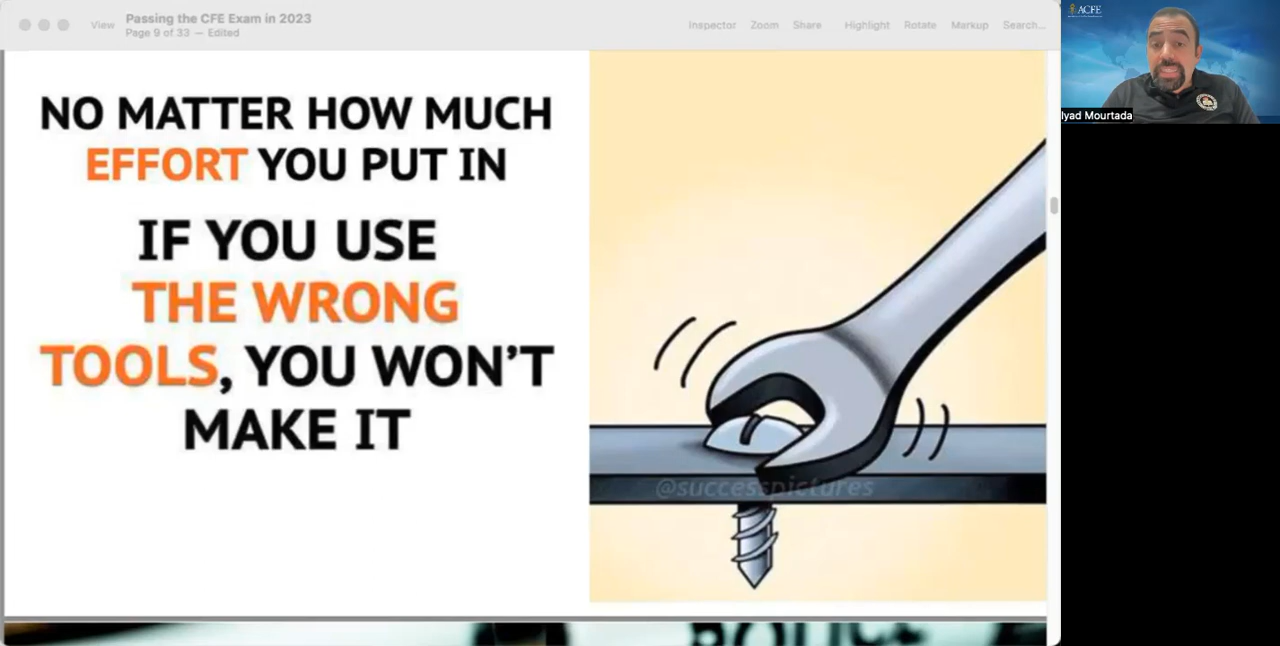 View
Passing the CFE Exam in 2023
Page 9 of 33 — Edited
Inspector Zoom Share Highlight Rotate Markup Search...
NO MATTER HOW MUCH
EFFORT YOU PUT IN
IF YOU USE
THE WRONG
TOOLS, YOU WON'T
MAKE IT
@successpictures
ACFE
lyad Mourtada